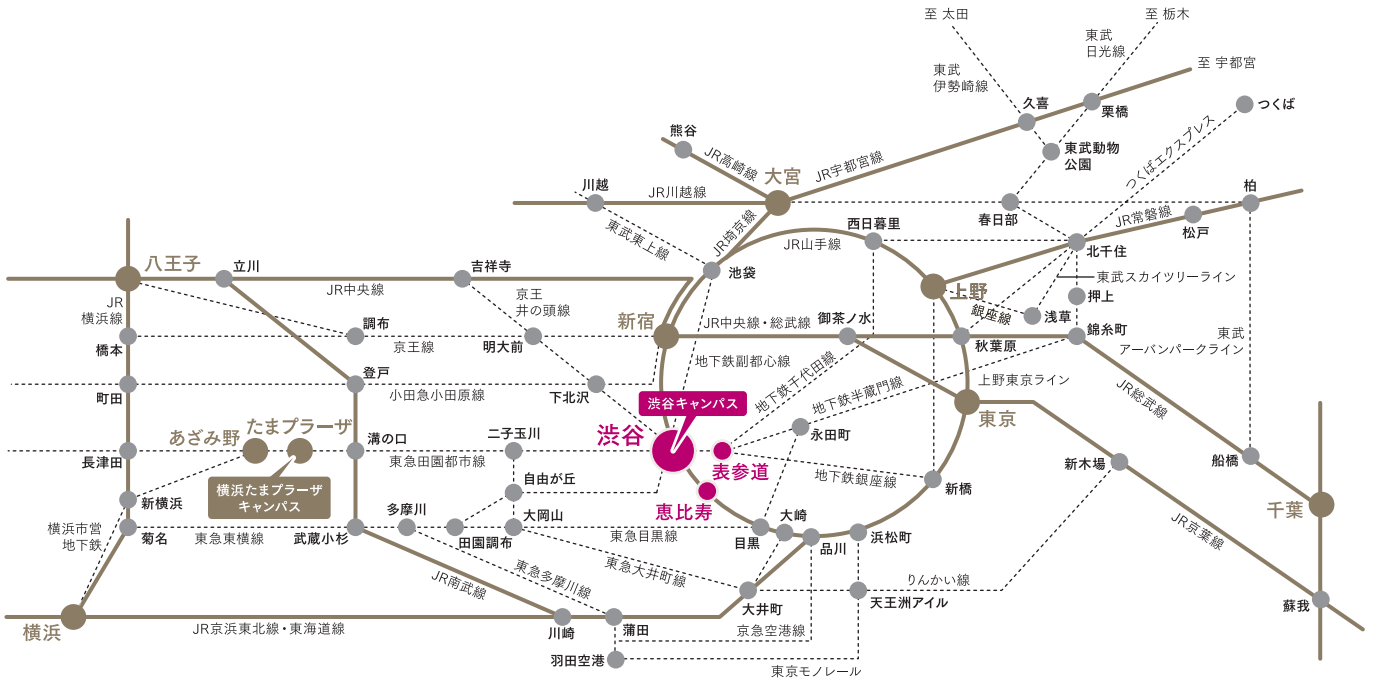 至 太田
至 栃木
東武
日光線
至 宇都宮
東武
伊勢崎線
久喜
栗橋
つくば
熊谷
JR高崎線
大宮
JR宇都宮線
東武動物
公園
つくばエクスプレス
川越
JR川越線
柏
春日部
JR常磐線
松戸
東武東上線
JR埼京線
西日暮里
JR山手線
北千住
八王子
立川
吉祥寺
池袋
東武スカイツリーライン
JR中央線
京王
井の頭線
上野
押上
JR
横浜線
銀座線
浅草
新宿
JR中央線・総武線
御茶ノ水
錦糸町
東武
アーバンパークライン
調布
橋本
京王線
明大前
秋葉原
地下鉄副都心線
地下鉄千代田線
登戸
上野東京ライン
町田
小田急小田原線
下北沢
渋谷キャンパス
地下鉄半蔵門線
JR総武線
東京
あざみ野
たまプラーザ
溝の口
二子玉川
渋谷
永田町
長津田
東急田園都市線
表参道
新木場
船橋
横浜たまプラーザ
キャンパス
自由が丘
地下鉄銀座線
新橋
新横浜
恵比寿
千葉
多摩川
大岡山
大崎
横浜市営
地下鉄
菊名
東急東横線
武蔵小杉
田園調布
東急目黒線
目黒
品川
浜松町
JR京葉線
JR南武線
東急多摩川線
東急大井町線
りんかい線
大井町
天王洲アイル
蘇我
横浜
JR京浜東北線・東海道線
川崎
蒲田
京急空港線
羽田空港
東京モノレール